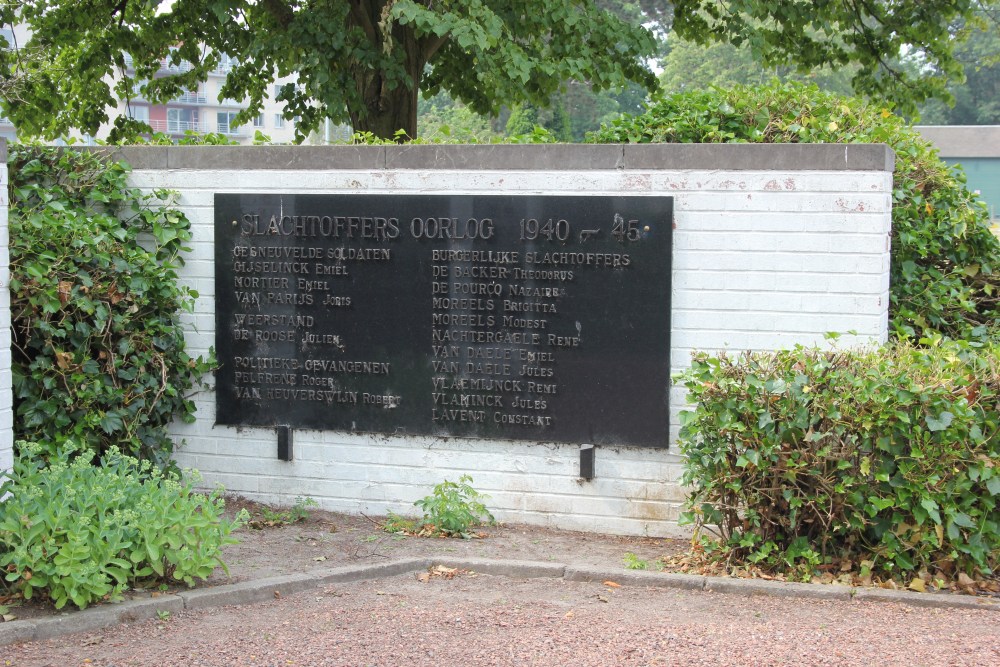 SLACHTOFFERS OORLOG 1940 - 45
GESNEUVELDE SOLDATEN
GIJSELINCK EMIEL
MORTIER EMIEL
VAN PARIJS JORIS
WEERSTAND
DE ROOSE JULIEN
POLITIEKE GEVANGENEN
PELFRENE ROGER
VAN HEUVERSWIJN ROBERT
BURGERLIJKE SLACHTOFFERS
DE BACKER THEODORUS
DE POURCQ NAZAIRE
MOREELS BRIGITTA
MOREELS MODEST
NACHTERGAELE RENÉ
VAN DAELE EMIEL
VAN DAELE JULES
VLAEMIJNCK REMI
VLAMINCK JULES
LAVENT CONSTANT